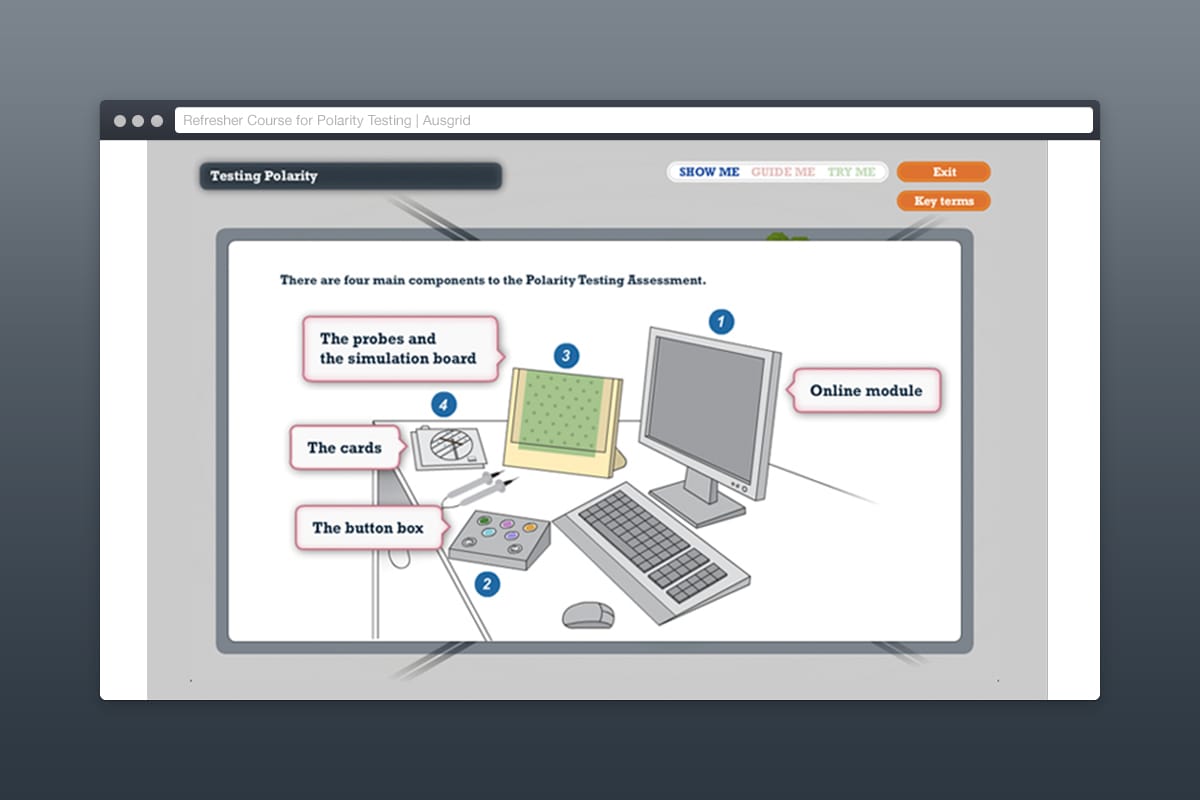 Refresher Course for Polarity Testing | Ausgrid
Testing Polarity
SHOW ME GUIDE ME TRY ME
Exit
Key terms
There are four main components to the Polarity Testing Assessment.
1
The probes and
the simulation board
3
Online module
4
The cards
The button box
2